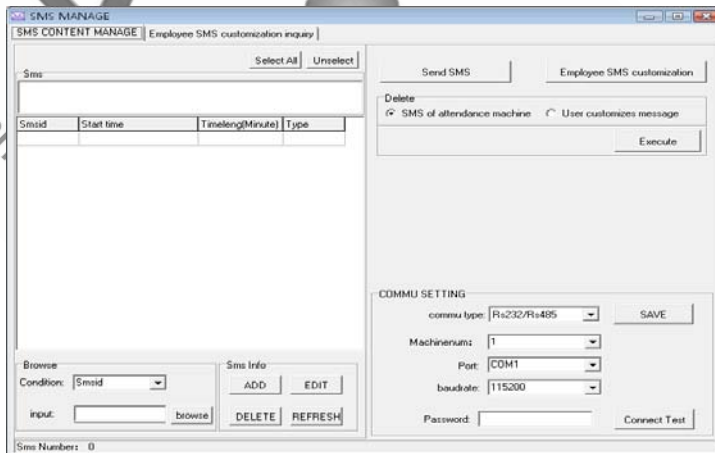 SMS MANAGE
SMS CONTENT MANAGE Employee SMS customization inquiry
Select All Unselect
Sms
Smsid Start time Timeleng(Minute) Type
Send SMS Employee SMS customization
Delete
SMS of attendance machine User customizes message
Execute
COMMU SETTING
commu type: Rs232/Rs485 SAVE
Machinenum: 1
Port: COM1
baudrate: 115200
Password: Connect Test
Browse
Condition: Smsid
input: browse
Sms Info
ADD EDIT
DELETE REFRESH
Sms Number: 0